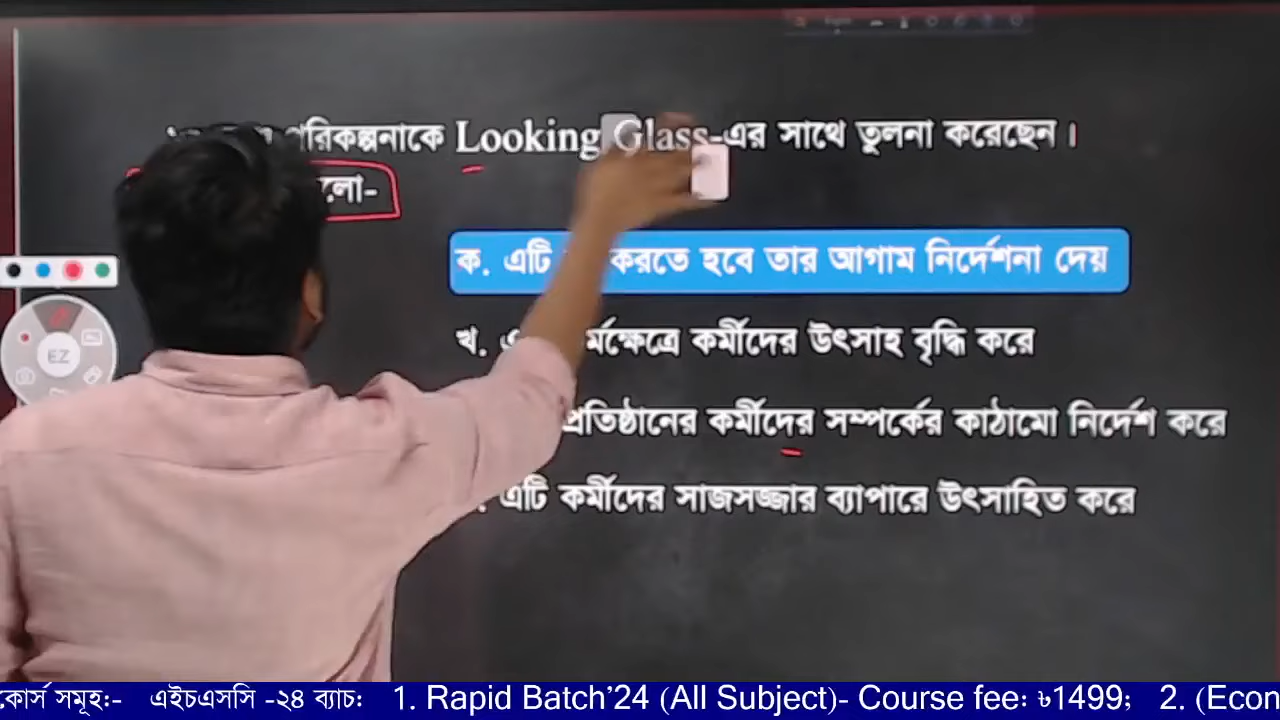 পরিকল্পনাকে Looking Glass-এর সাথে তুলনা করেছেন।
লো-
ক. এটি করতে হবে তার আগাম নির্দেশনা দেয়
খ. র্মক্ষেত্রে কর্মীদের উৎসাহ বৃদ্ধি করে
প্রতিষ্ঠানের কর্মীদের সম্পর্কের কাঠামো নির্দেশ করে
এটি কর্মীদের সাজসজ্জার ব্যাপারে উৎসাহিত করে
EZ
কোর্স সমূহঃ- এইচএসসি -২৪ ব্যাচঃ 1. Rapid Batch'24 (All Subject)- Course fee: ৳1499; 2. (Econ